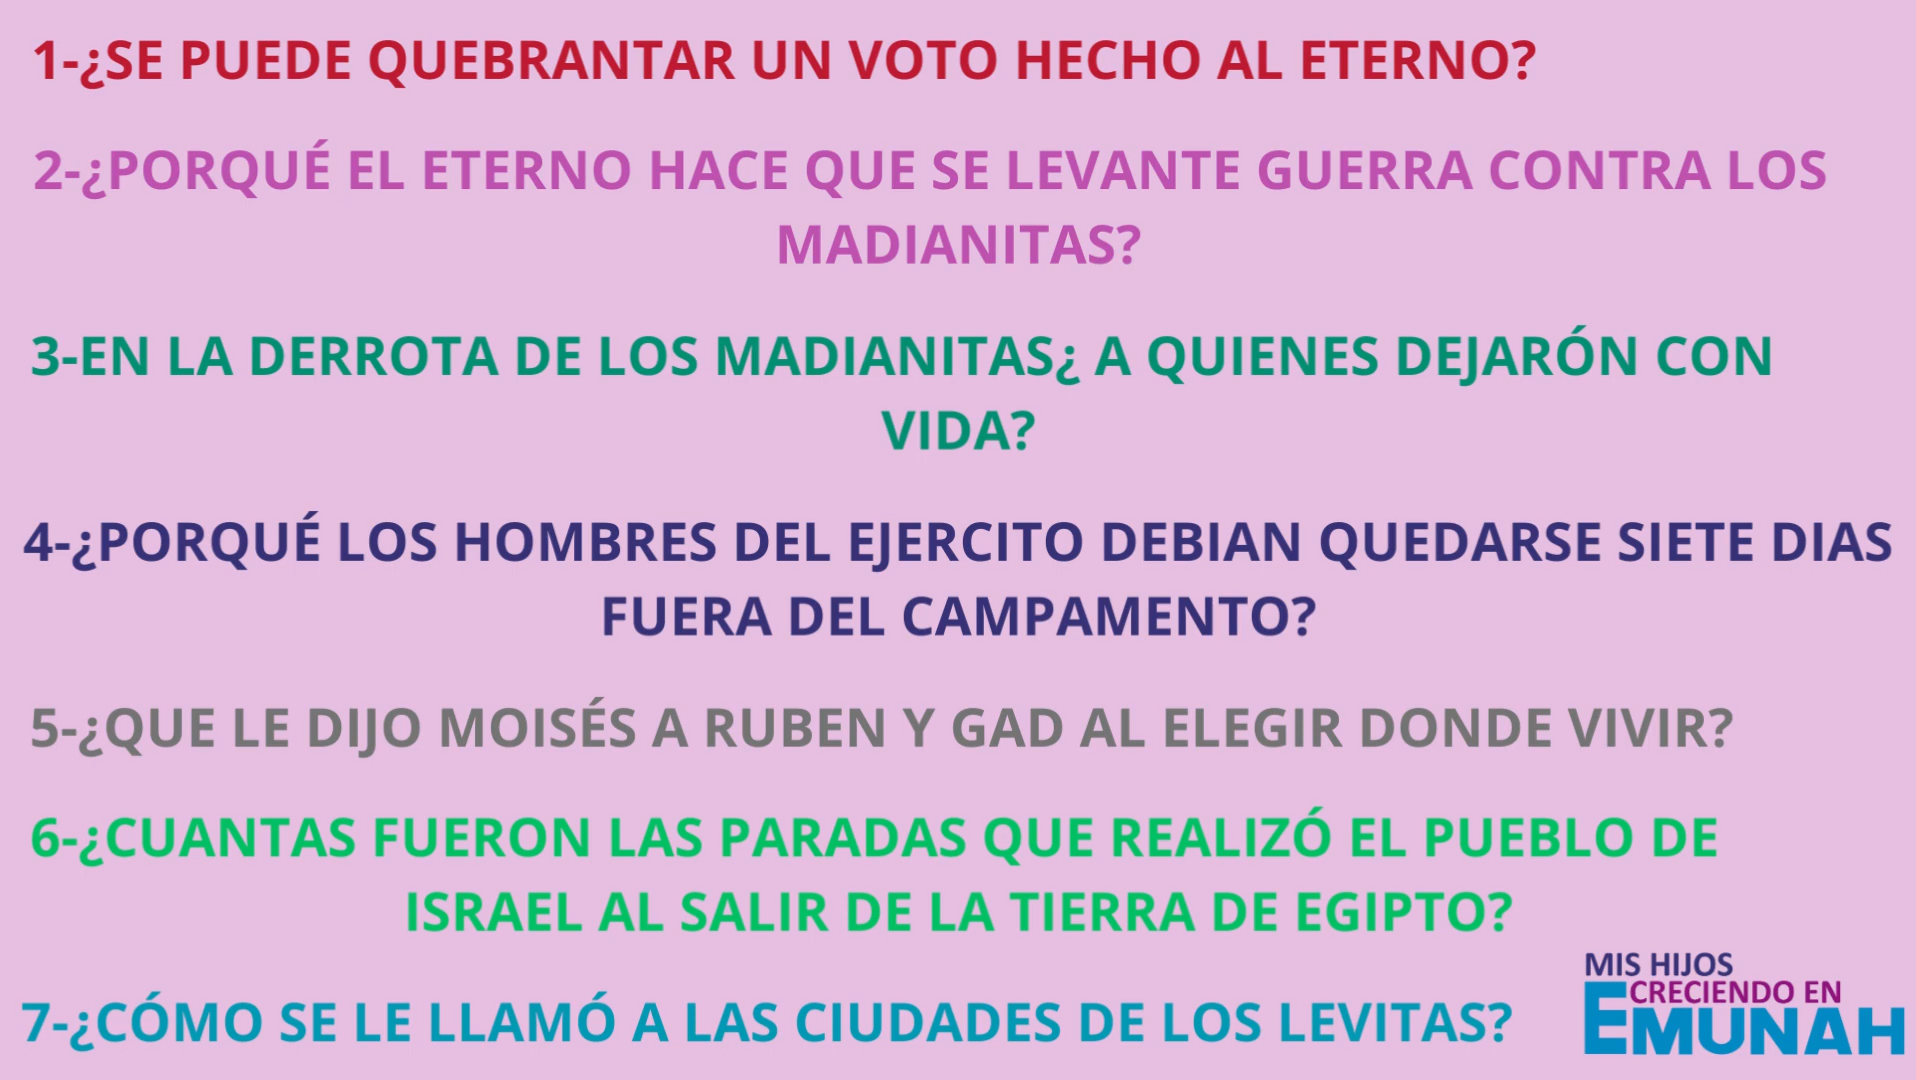 1-¿SE PUEDE QUEBRANTAR UN VOTO HECHO AL ETERNO?
2-¿PORQUÉ EL ETERNO HACE QUE SE LEVANTE GUERRA CONTRA LOS
MADIANITAS?
3-EN LA DERROTA DE LOS MADIANITAS¿ A QUIENES DEJARÓN CON
VIDA?
4-¿PORQUÉ LOS HOMBRES DEL EJERCITO DEBIAN QUEDARSE SIETE DIAS
FUERA DEL CAMPAMENTO?
5-¿QUE LE DIJO MOISÉS A RUBEN Y GAD AL ELEGIR DONDE VIVIR?
6-¿CUANTAS FUERON LAS PARADAS QUE REALIZÓ EL PUEBLO DE
ISRAEL AL SALIR DE LA TIERRA DE EGIPTO?
7-¿CÓMO SE LE LLAMÓ A LAS CIUDADES DE LOS LEVITAS?
MIS HIJOS
CRECIENDO EN
EMUNAH